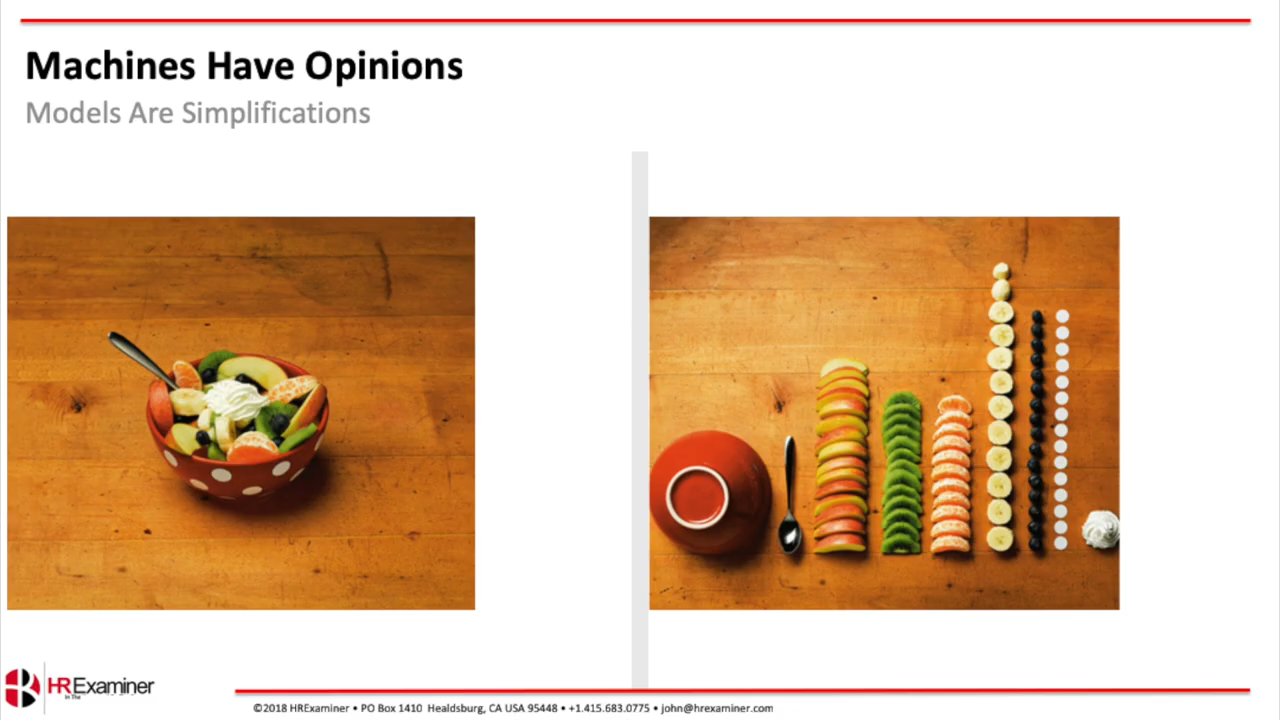 Machines Have Opinions
Models Are Simplifications
HRExaminer
In The
©2018 HRExaminer • PO Box 1410 Healdsburg, CA USA 95448 • +1.415.683.0775 • john@hrexaminer.com